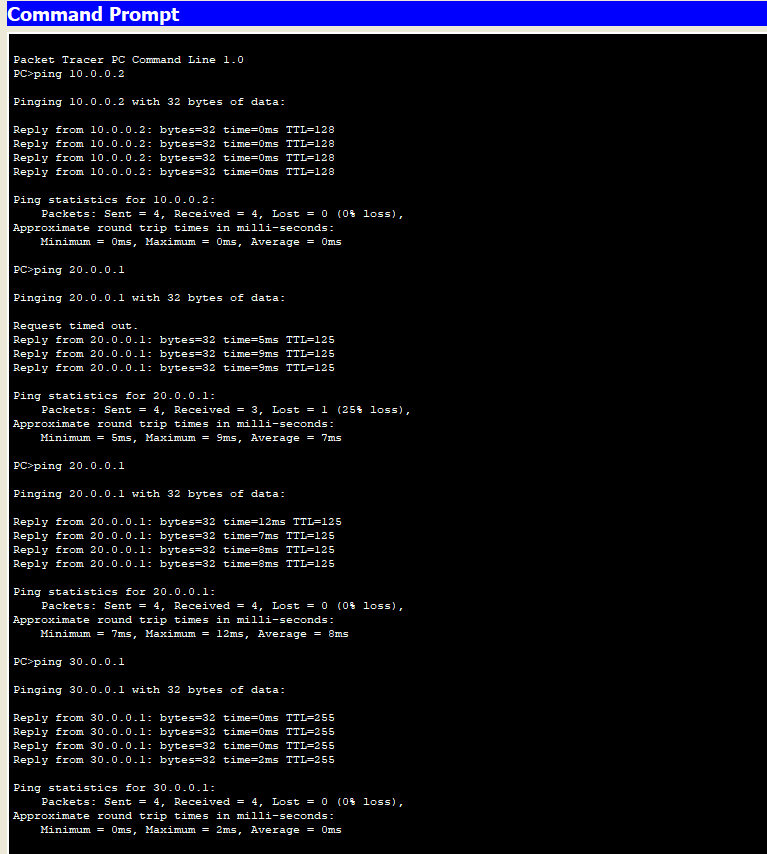 Command Prompt
Packet Tracer PC Command Line 1.0
PC>ping 10.0.0.2
Pinging 10.0.0.2 with 32 bytes of data:
Reply from 10.0.0.2: bytes=32 time=0ms TTL=128
Reply from 10.0.0.2: bytes=32 time=0ms TTL=128
Reply from 10.0.0.2: bytes=32 time=0ms TTL=128
Reply from 10.0.0.2: bytes=32 time=0ms TTL=128
Ping statistics for 10.0.0.2:
Packets: Sent = 4, Received = 4, Lost = 0 (0% loss),
Approximate round trip times in milli-seconds:
Minimum = 0ms, Maximum = 0ms, Average = 0ms
PC>ping 20.0.0.1
Pinging 20.0.0.1 with 32 bytes of data:
Request timed out.
Reply from 20.0.0.1: bytes=32 time=5ms TTL=125
Reply from 20.0.0.1: bytes=32 time=9ms TTL=125
Reply from 20.0.0.1: bytes=32 time=9ms TTL=125
Ping statistics for 20.0.0.1:
Packets: Sent = 4, Received = 3, Lost = 1 (25% loss),
Approximate round trip times in milli-seconds:
Minimum = 5ms, Maximum = 9ms, Average = 7ms
PC>ping 20.0.0.1
Pinging 20.0.0.1 with 32 bytes of data:
Reply from 20.0.0.1: bytes=32 time=12ms TTL=125
Reply from 20.0.0.1: bytes=32 time=7ms TTL=125
Reply from 20.0.0.1: bytes=32 time=8ms TTL=125
Reply from 20.0.0.1: bytes=32 time=8ms TTL=125
Ping statistics for 20.0.0.1:
Packets: Sent = 4, Received = 4, Lost = 0 (0% loss),
Approximate round trip times in milli-seconds:
Minimum = 7ms, Maximum = 12ms, Average = 8ms
PC>ping 30.0.0.1
Pinging 30.0.0.1 with 32 bytes of data:
Reply from 30.0.0.1: bytes=32 time=0ms TTL=255
Reply from 30.0.0.1: bytes=32 time=0ms TTL=255
Reply from 30.0.0.1: bytes=32 time=0ms TTL=255
Reply from 30.0.0.1: bytes=32 time=2ms TTL=255
Ping statistics for 30.0.0.1:
Packets: Sent = 4, Received = 4, Lost = 0 (0% loss),
Approximate round trip times in milli-seconds:
Minimum = 0ms, Maximum = 2ms, Average = 0ms